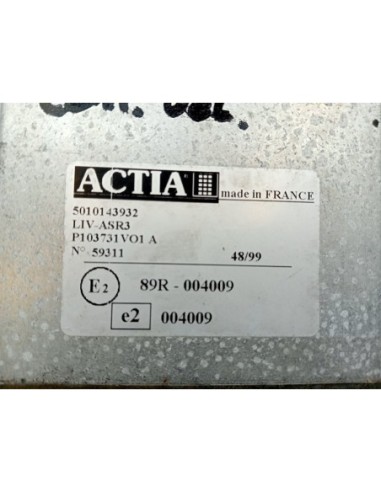 ACTIA made in FRANCE
5010143932
LIV-ASR3
P103731VO1 A
N° 59311 48/99
E2 89R - 004009
e2 004009